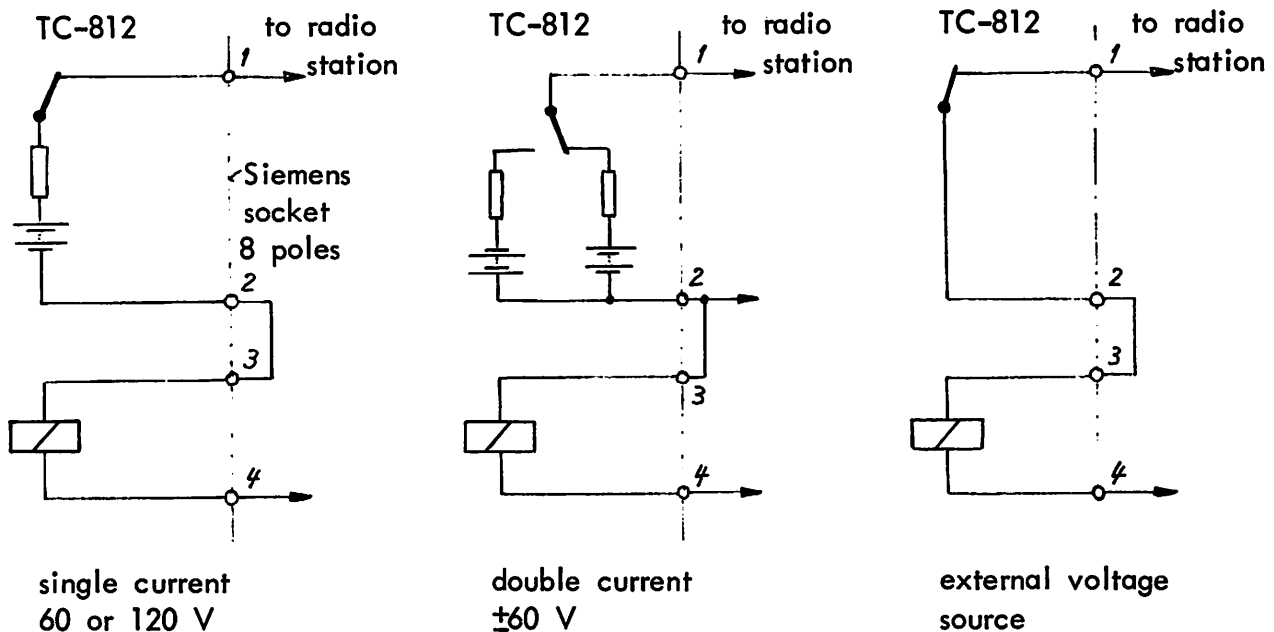 TC-812
to radio
station
1
Siemens
socket
8 poles
2
3
4
single current
60 or 120 V
TC-812
to radio
station
1
2
3
4
double current
±60 V
TC-812
to radio
station
1
2
3
4
external voltage
source